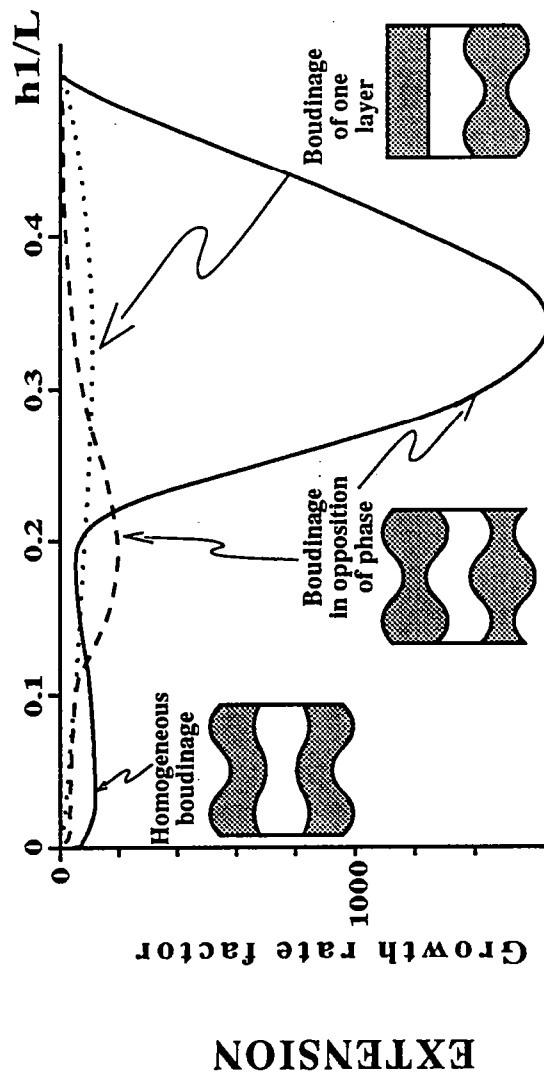 h1/L
0
0.1
0.2
0.3
0.4
0
1000
Growth rate factor
EXTENSION
Homogeneous
boudinage
Boudinage
in opposition
of phase
Boudinage
of one
layer